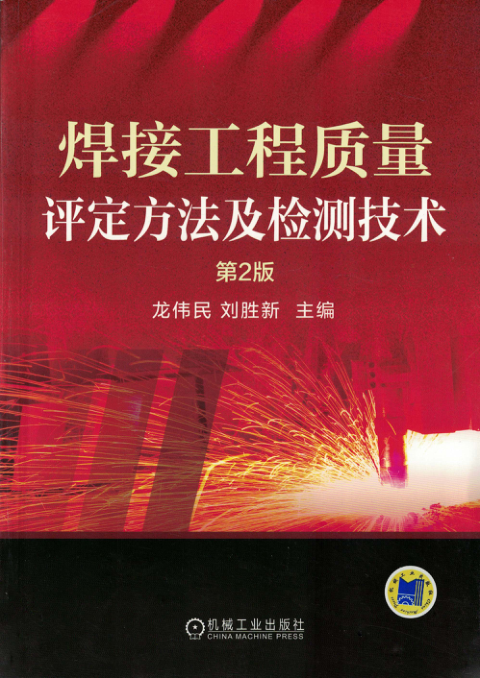 焊接工程质量
评定方法及检测技术
第2版
龙伟民 刘胜新 主编
机械工业出版社
CHINA MACHINE PRESS